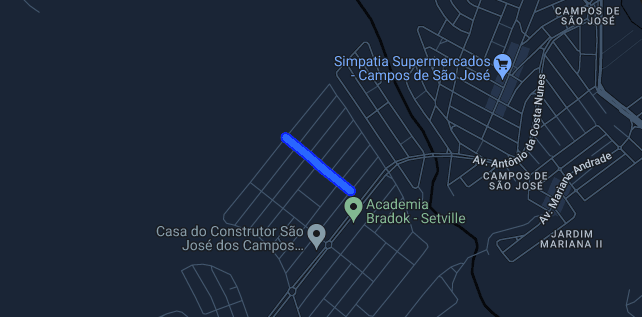 CAMPOS DE
SÃO JOSÉ
Simpatia Supermercados
- Campos de São José
Av. Antônio da Costa Nunes
CAMPOS DE
SÃO JOSÉ
Av. Mariana Andrade
Academia
Bradok - Setville
Casa do Construtor São
José dos Campos...
JARDIM
MARIANA II